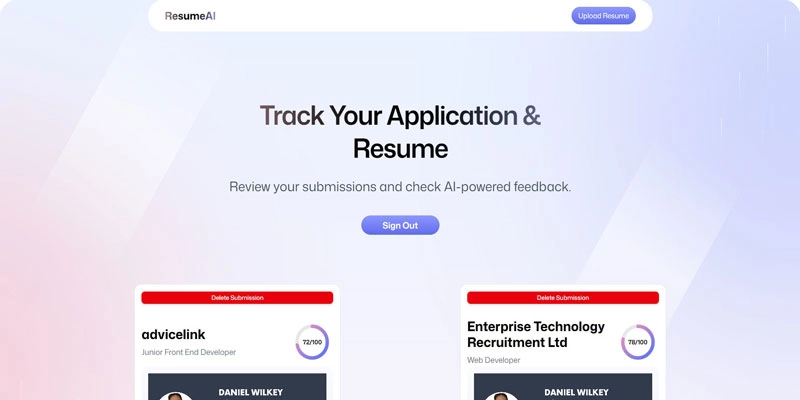 ResumeAI
Upload Resume
Track Your Application &
Resume
Review your submissions and check AI-powered feedback.
Sign Out
Delete Submission
advicelink
72/100
Junior Front End Developer
DANIEL WILKEY
Delete Submission
Enterprise Technology
Recruitment Ltd
78/100
Web Developer
DANIEL WILKEY